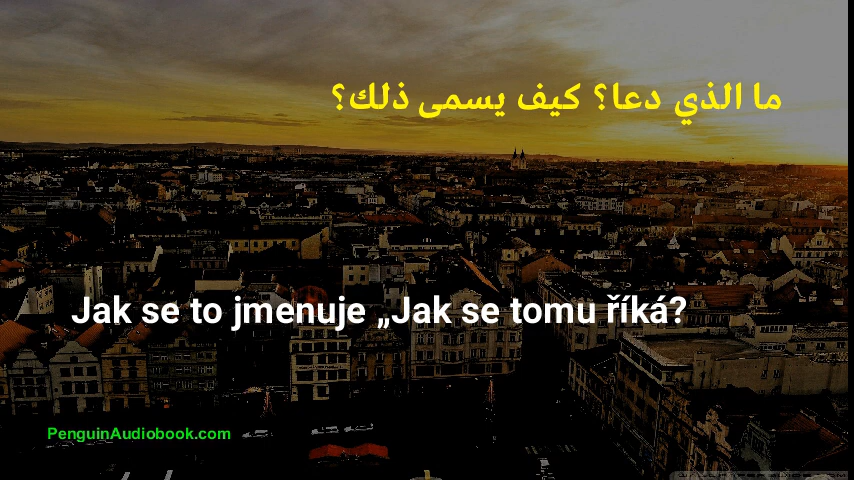 ما الذي دعا؟ كيف يسمى ذلك؟
Jak se to jmenuje „Jak se tomu říká?
PenguinAudiobook.com